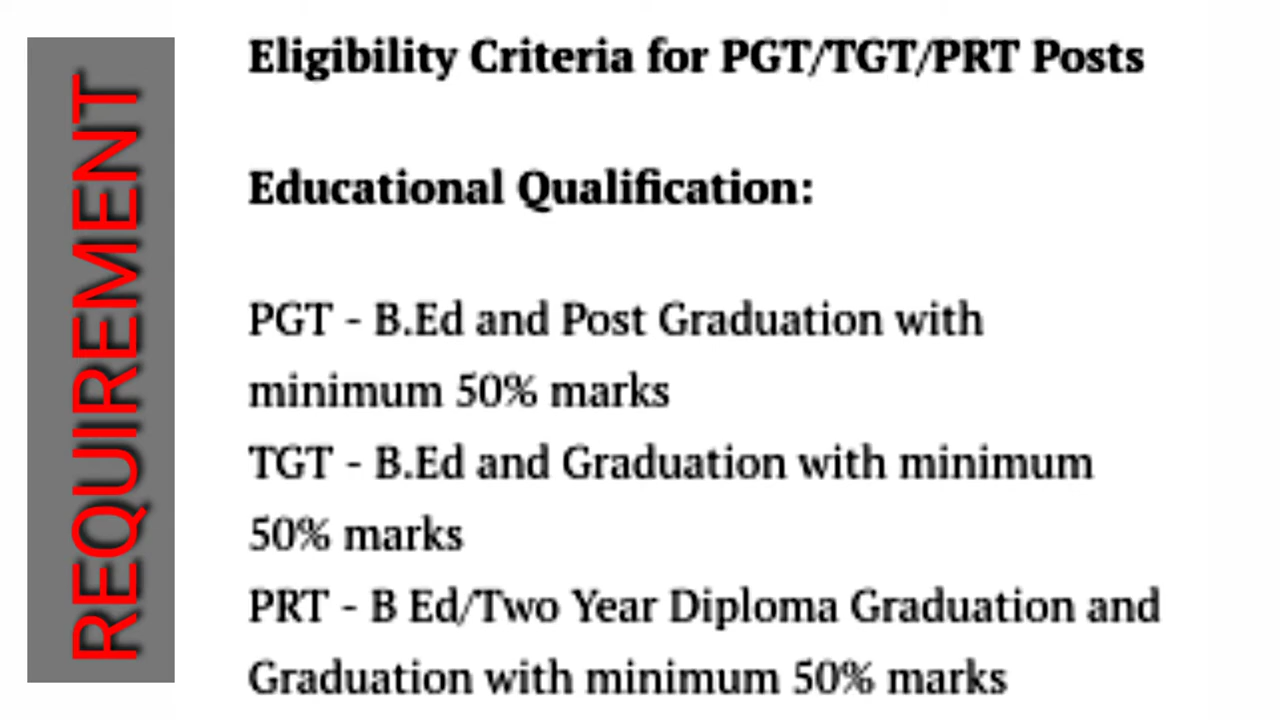 REQUIREMENT
Eligibility Criteria for PGT/TGT/PRT Posts
Educational Qualification:
PGT - B.Ed and Post Graduation with
minimum 50% marks
TGT - B.Ed and Graduation with minimum
50% marks
PRT - B Ed/Two Year Diploma Graduation and
Graduation with minimum 50% marks